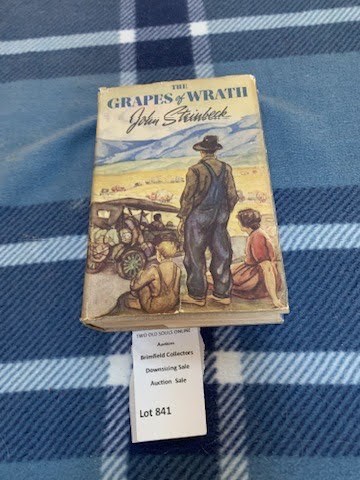 THE
GRAPES of WRATH
John Steinbeck
TWO OLD SOULS ONLINE
Auction
Brimfield Collectors
Downsizing Sale
Auction Sale
Lot 841